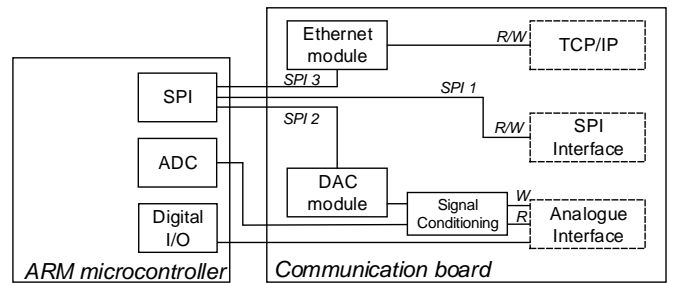 Ethernet
module
R/W
TCP/IP
SPI 3
SPI
SPI 1
SPI 2
R/W
SPI
Interface
ADC
DAC
module
Signal
Conditioning
W
R
Analogue
Interface
Digital
I/O
ARM microcontroller
Communication board